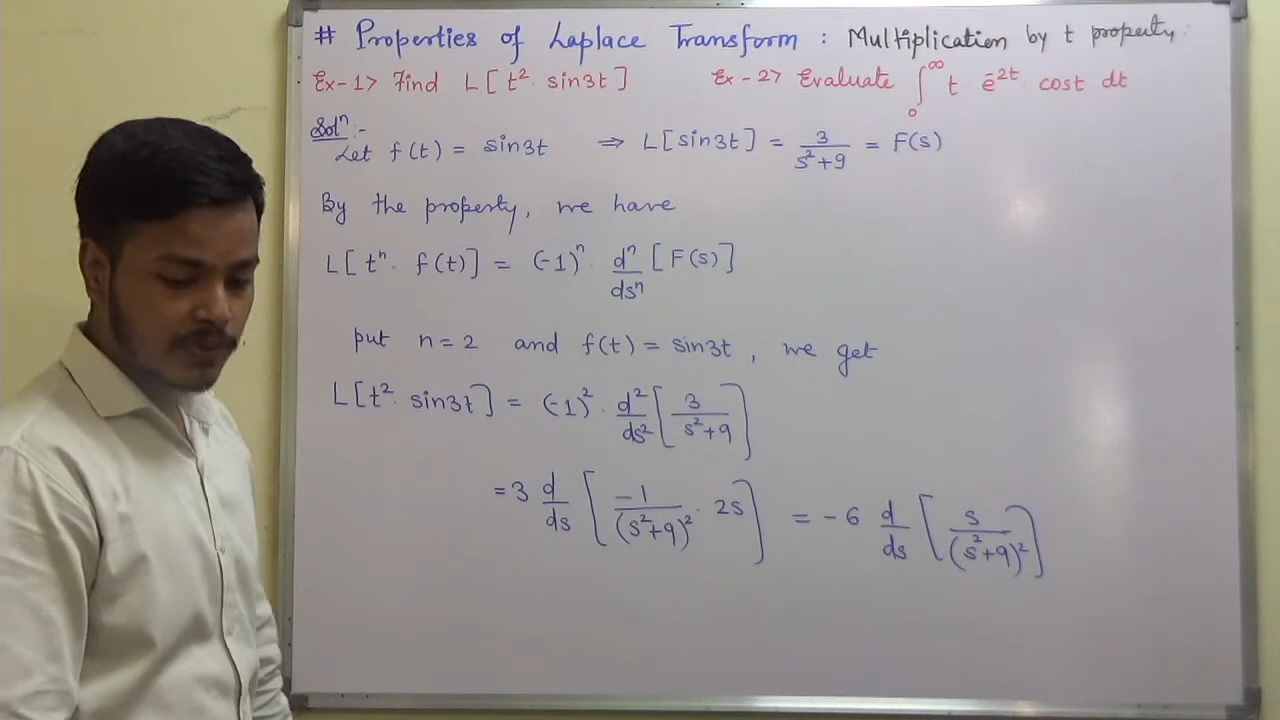 # Properties of Laplace Transform : Multiplication by t property :
Ex-1> Find L[t². sin3t]    Ex-2> Evaluate ∫₀^∞ t e^{-2t}. cost dt
Solⁿ:-
Let f(t) = sin3t ⇒ L[sin3t] = 3/(s²+9) = F(s)
By the property, we have
L[tⁿ. f(t)] = (-1)ⁿ. dⁿ/dsⁿ [F(s)]
put n=2 and f(t) = sin3t, we get
L[t². sin3t] = (-1)². d²/ds² [3/(s²+9)]
= 3 d/ds [-1/(s²+9)². 2s] = -6 d/ds [s/(s²+9)²]